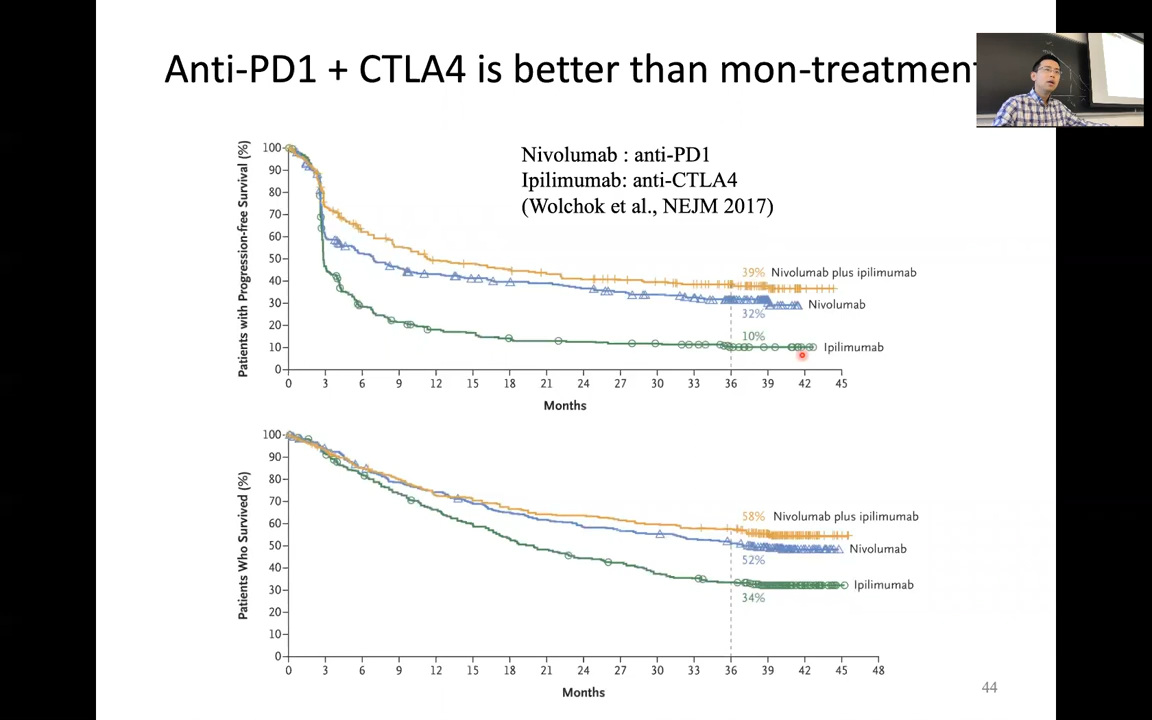 Anti-PD1 + CTLA4 is better than mon-treatment
Nivolumab : anti-PD1
Ipilimumab: anti-CTLA4
(Wolchok et al., NEJM 2017)
Patients with Progression-free Survival (%)
100
90
80
70
60
50
40
30
20
10
0
39% Nivolumab plus ipilimumab
Nivolumab
32%
10%
Ipilimumab
0 3 6 9 12 15 18 21 24 27 30 33 36 39 42 45
Months
Patients Who Survived (%)
100
90
80
70
60
50
40
30
20
10
0
58% Nivolumab plus ipilimumab
Nivolumab
52%
Ipilimumab
34%
0 3 6 9 12 15 18 21 24 27 30 33 36 39 42 45 48
Months
44